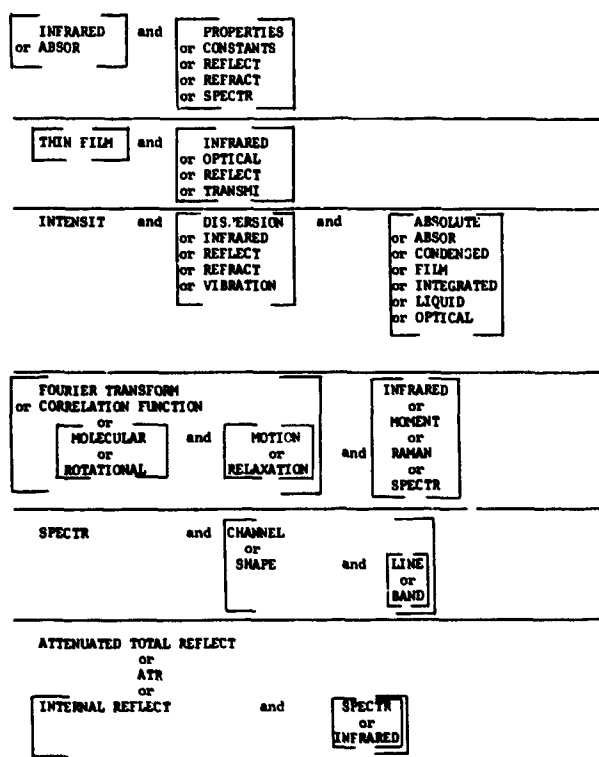 INFRARED and PROPERTIES
or ABSOR or CONSTANTS
or REFLECT
or REFRACT
or SPECTR
THIN FILM and INFRARED
or OPTICAL
or REFLECT
or TRANSMI
INTENSIT and DISPERSION and ABSOLUTE
or INFRARED or ABSOR
or REFLECT or CONDENSED
or REFRACT or FILM
or VIBRATION or INTEGRATED
or LIQUID
or OPTICAL
FOURIER TRANSFORM INFRARED
or CORRELATION FUNCTION or
or MOMENT
MOLECULAR and MOTION or
or or and RAMAN
ROTATIONAL RELAXATION or
SPECTR
SPECTR and CHANNEL
or
SHAPE and LINE
or
BAND
ATTENUATED TOTAL REFLECT
or
ATR
or
INTERNAL REFLECT and SPECTR
or
INFRARED